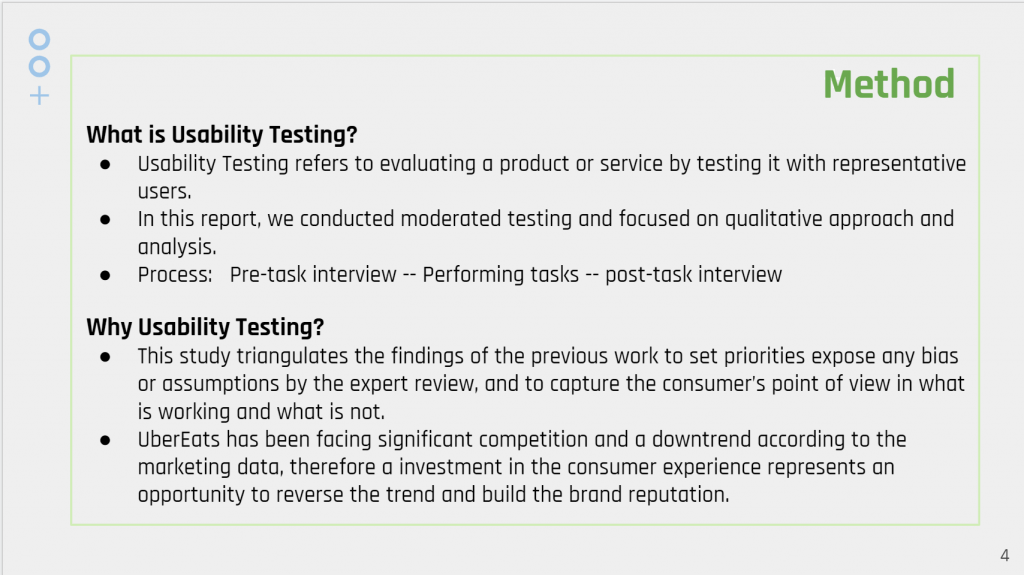 Method
What is Usability Testing?
● Usability Testing refers to evaluating a product or service by testing it with representative
users.
● In this report, we conducted moderated testing and focused on qualitative approach and
analysis.
● Process:   Pre-task interview -- Performing tasks -- post-task interview
Why Usability Testing?
● This study triangulates the findings of the previous work to set priorities expose any bias
or assumptions by the expert review, and to capture the consumer's point of view in what
is working and what is not.
● UberEats has been facing significant competition and a downtrend according to the
marketing data, therefore a investment in the consumer experience represents an
opportunity to reverse the trend and build the brand reputation.
4